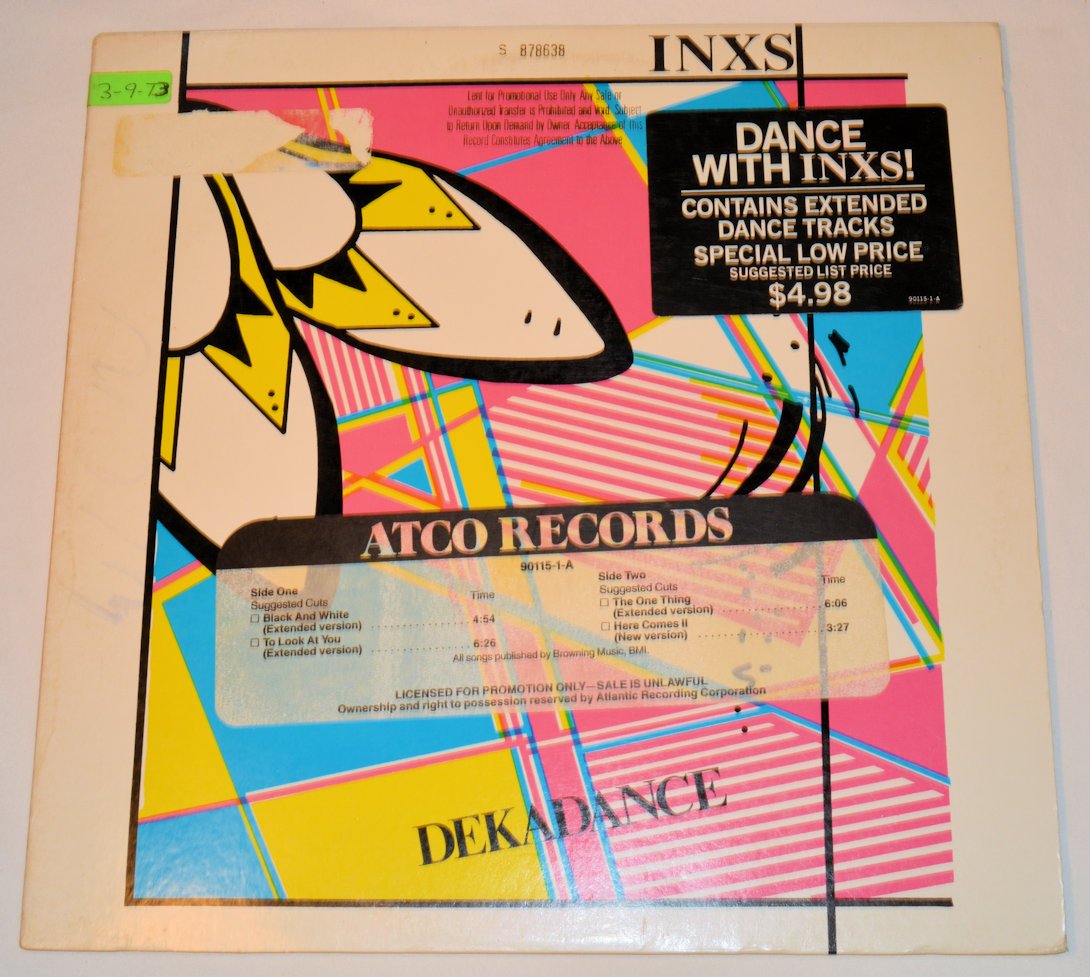 S 878638
INXS
3-9-73
Lent for Promotional Use Only Any Sale or
Unauthorized Transfer is Prohibited and Void. Subject
to Return Upon Demand by Owner Acceptance of this
Record Constitutes Agreement to the Above
DANCE
WITH INXS!
CONTAINS EXTENDED
DANCE TRACKS
SPECIAL LOW PRICE
SUGGESTED LIST PRICE
$4.98
90115-1-A
ATCO RECORDS
90115-1-A
Side One
Suggested Cuts Time
☐ Black And White
(Extended version) 4:54
☐ To Look At You
(Extended version) 6:26
Side Two
Suggested Cuts Time
☐ The One Thing
(Extended version) 6:06
☐ Here Comes II
(New version) 3:27
All songs published by Browning Music, BMI.
LICENSED FOR PROMOTION ONLY—SALE IS UNLAWFUL
Ownership and right to possession reserved by Atlantic Recording Corporation
DEKADANCE